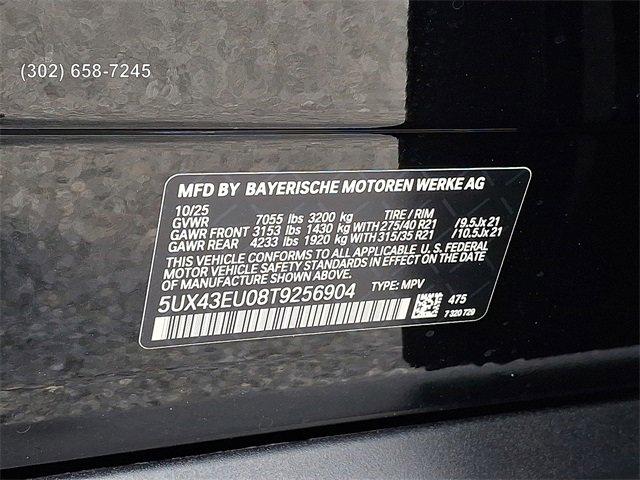 (302) 658-7245
MFD BY BAYERISCHE MOTOREN WERKE AG
10/25
GVWR 7055 lbs 3200 kg TIRE / RIM
GAWR FRONT 3153 lbs 1430 kg WITH 275/40 R21 /9.5Jx21
GAWR REAR 4233 lbs 1920 kg WITH 315/35 R21 /10.5Jx21
THIS VEHICLE CONFORMS TO ALL APPLICABLE U.S. FEDERAL
MOTOR VEHICLE SAFETY STANDARDS IN EFFECT ON THE DATE
OF MANUFACTURE SHOWN ABOVE.
5UX43EU08T9256904 TYPE: MPV
475
7 320 729